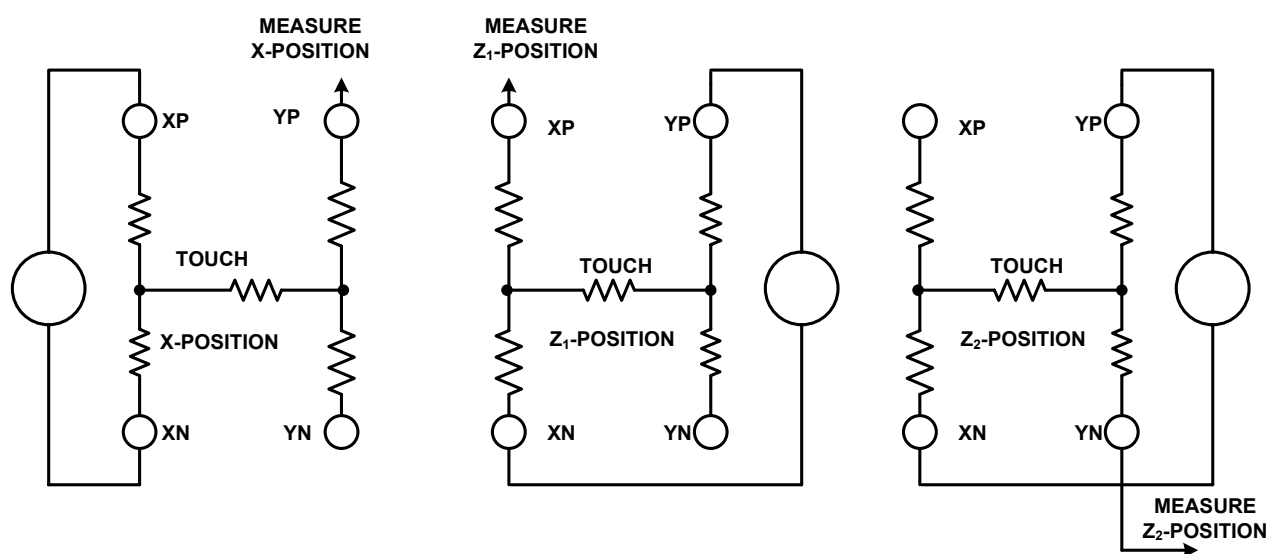 MEASURE
X-POSITION
XP
YP
TOUCH
X-POSITION
XN
YN
MEASURE
Z₁-POSITION
XP
YP
TOUCH
Z₁-POSITION
XN
YN
XP
YP
TOUCH
Z₂-POSITION
XN
YN
MEASURE
Z₂-POSITION